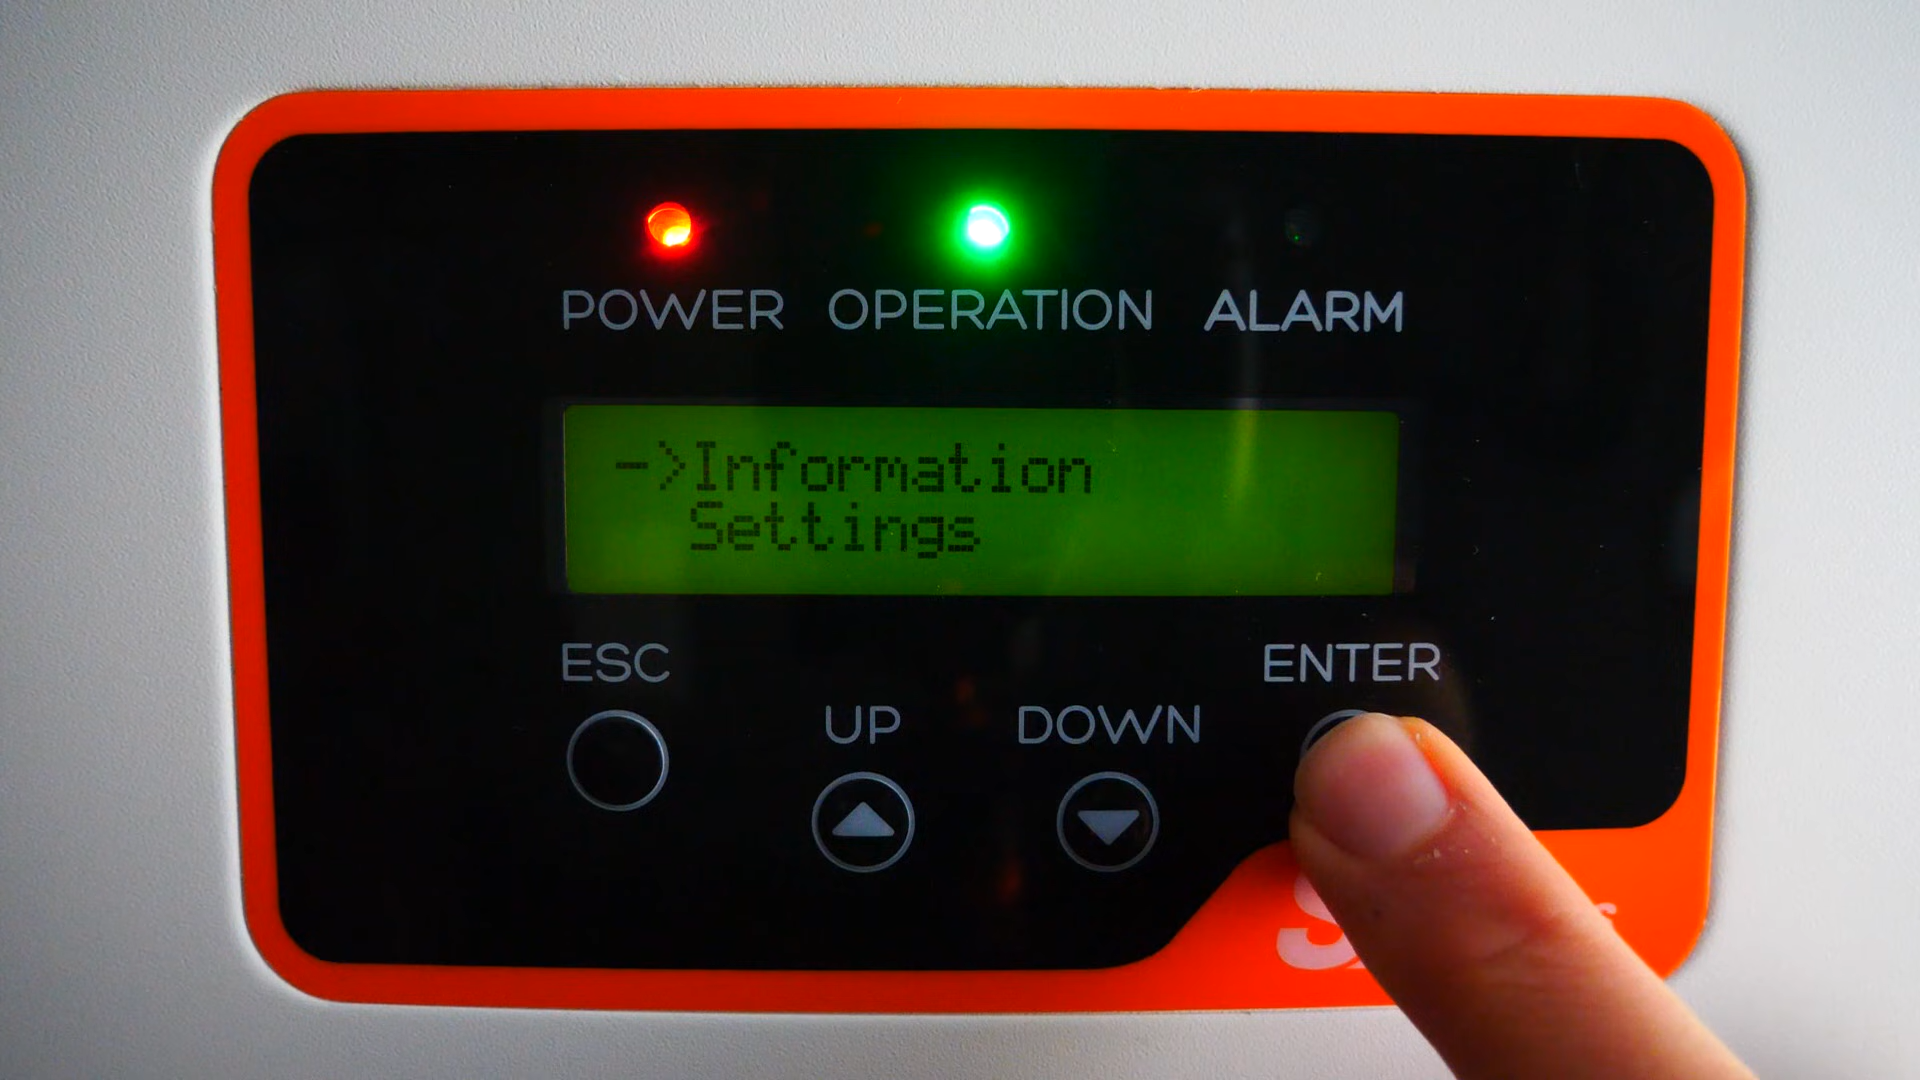 POWER OPERATION ALARM
->Information
Settings
ESC
ENTER
UP
DOWN